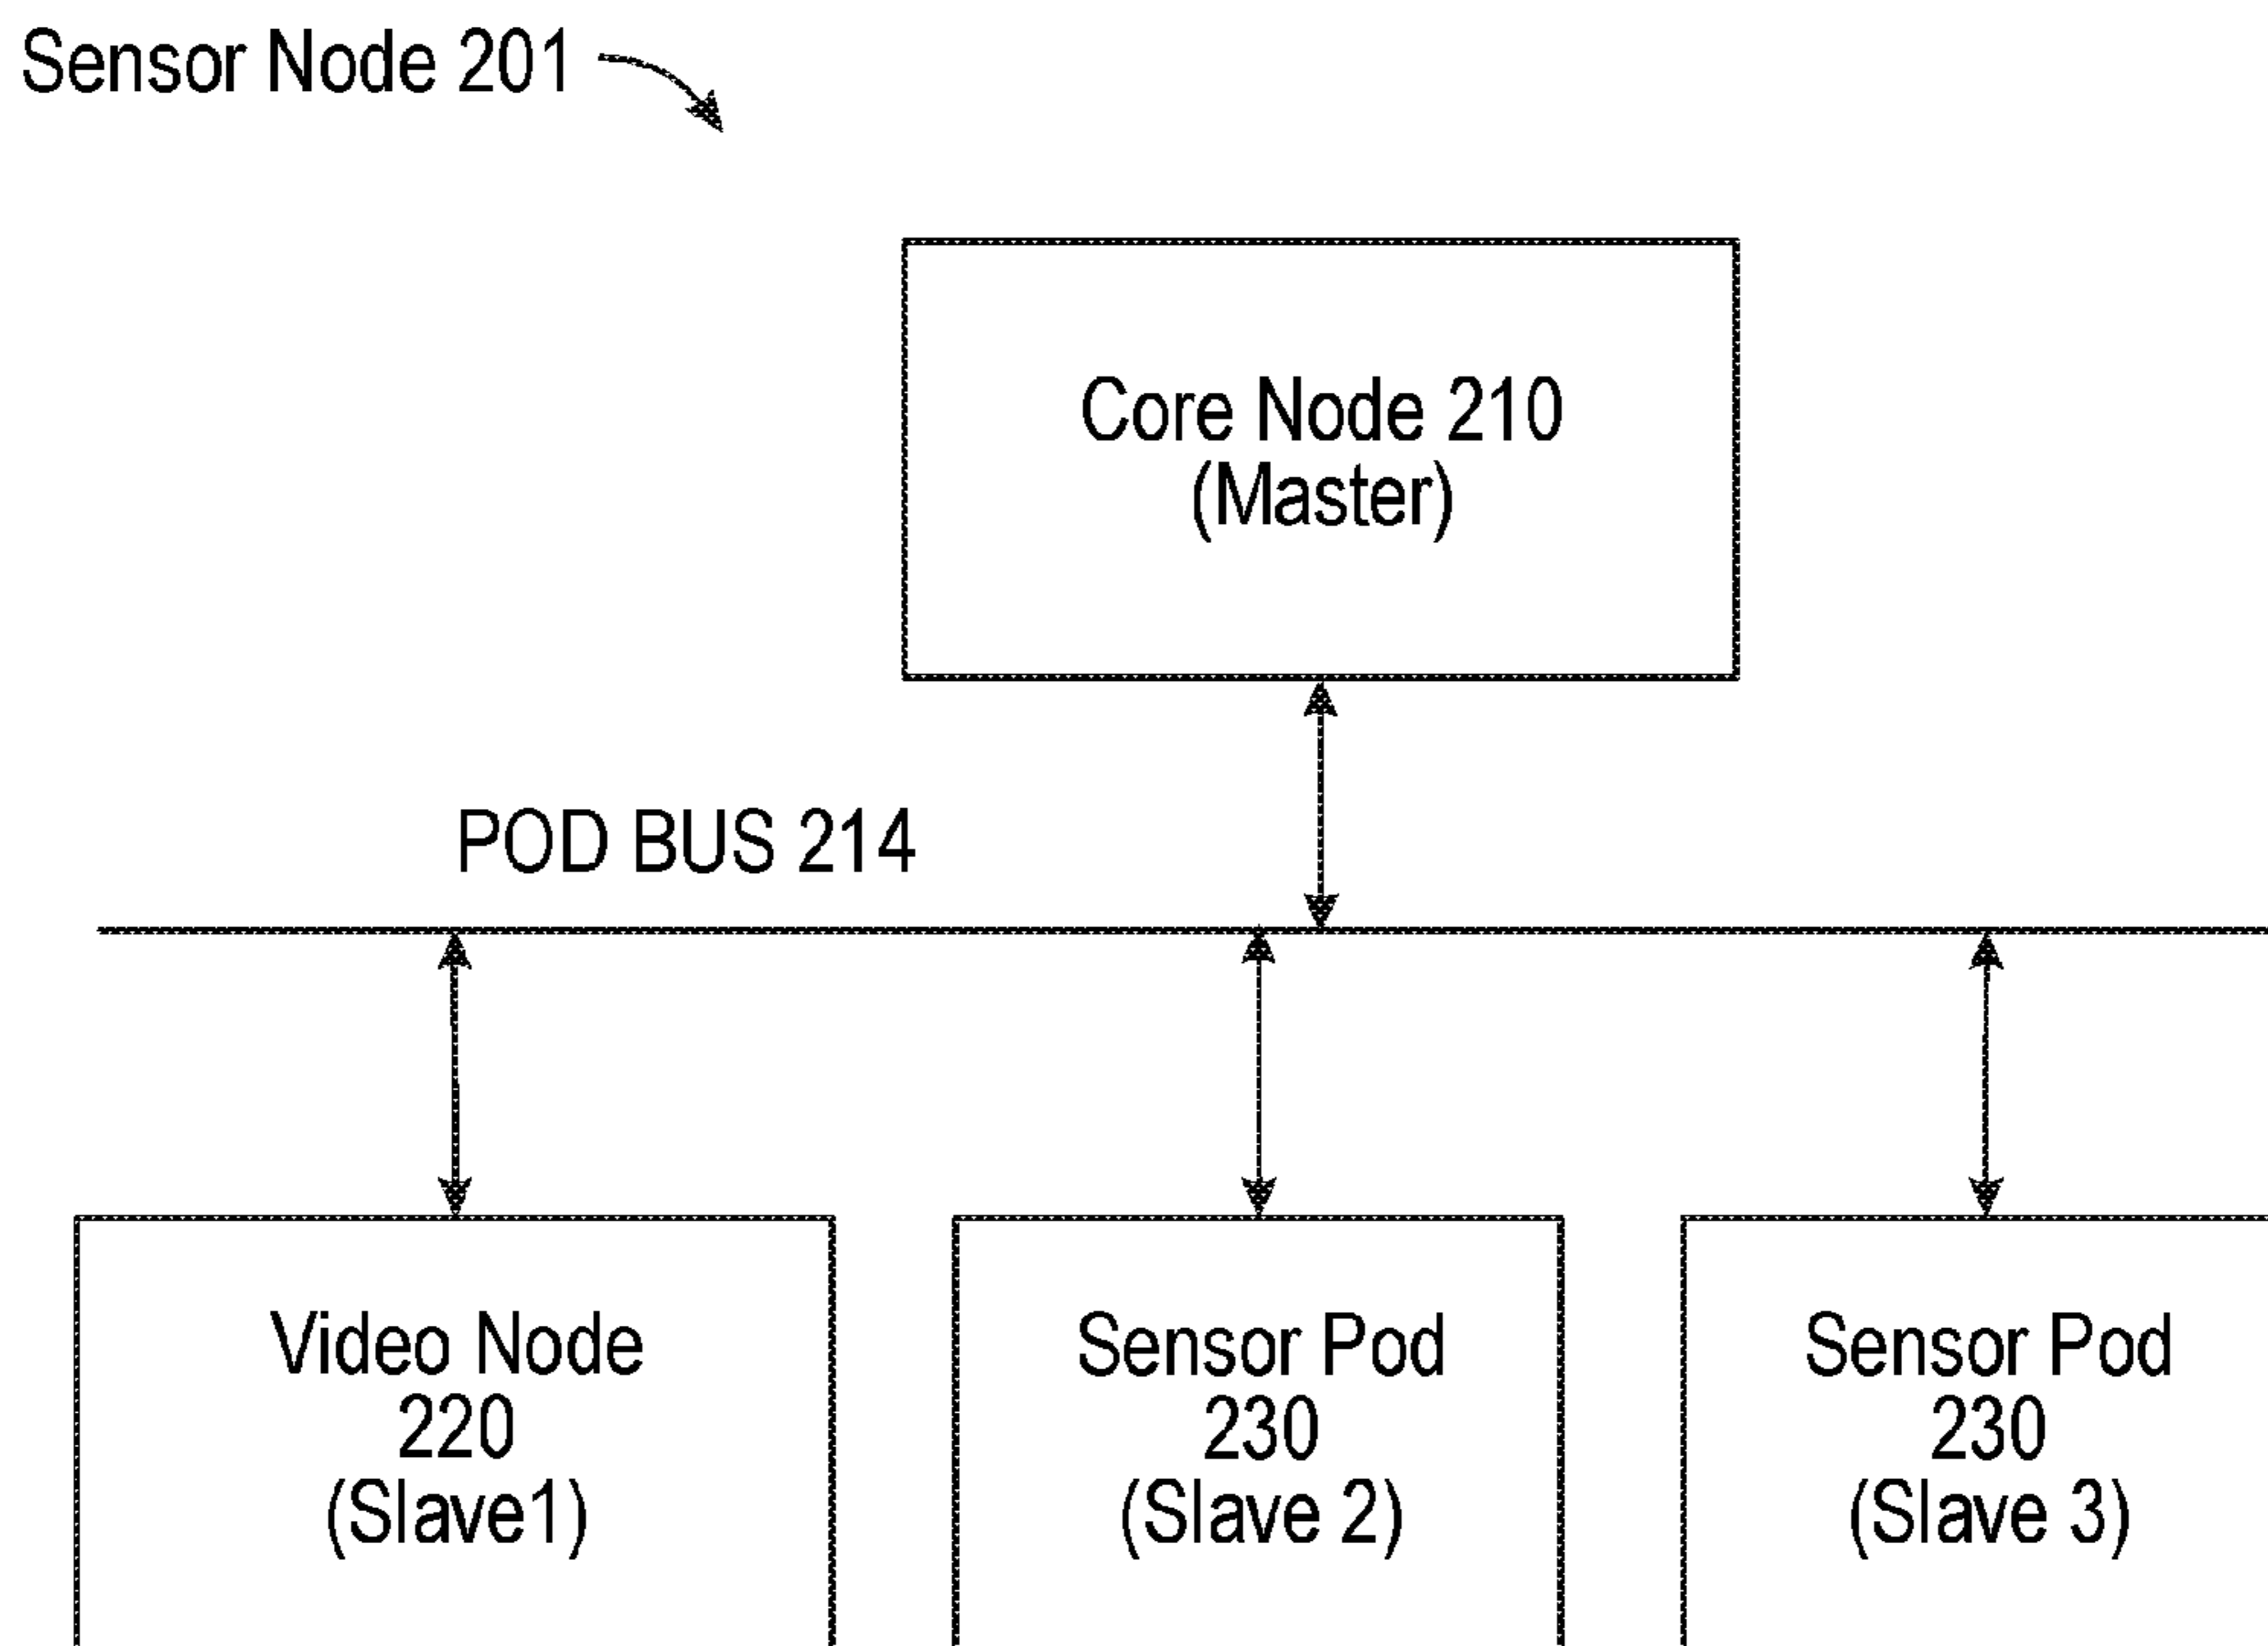 Sensor Node 201
Core Node 210
(Master)
POD BUS 214
Video Node
220
(Slave1)
Sensor Pod
230
(Slave 2)
Sensor Pod
230
(Slave 3)